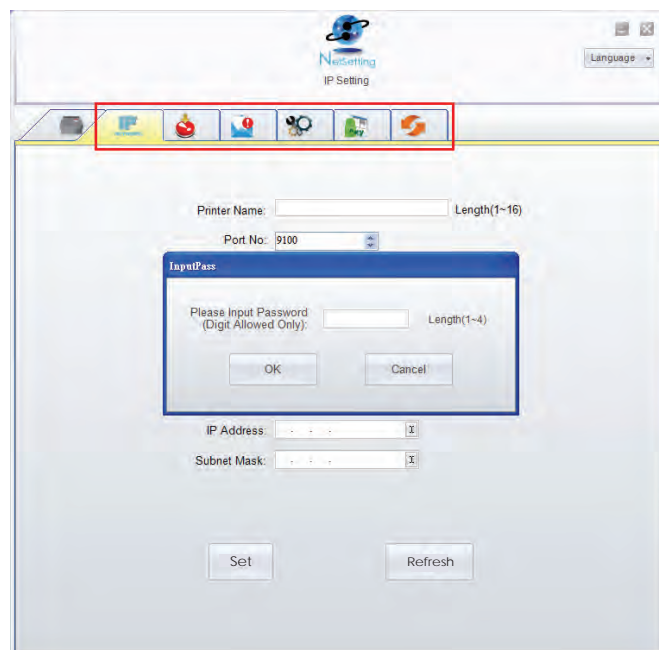 NetSetting
Language
IP Setting
IP
Printer Name:
Length(1~16)
Port No:
9100
InputPass
Please Input Password
(Digit Allowed Only):
Length(1~4)
OK
Cancel
IP Address:
Subnet Mask:
Set
Refresh